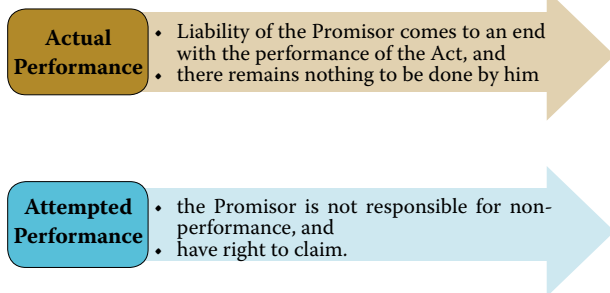 Actual
Performance
• Liability of the Promisor comes to an end
with the performance of the Act, and
• there remains nothing to be done by him
Attempted
Performance
• the Promisor is not responsible for non-
performance, and
• have right to claim.